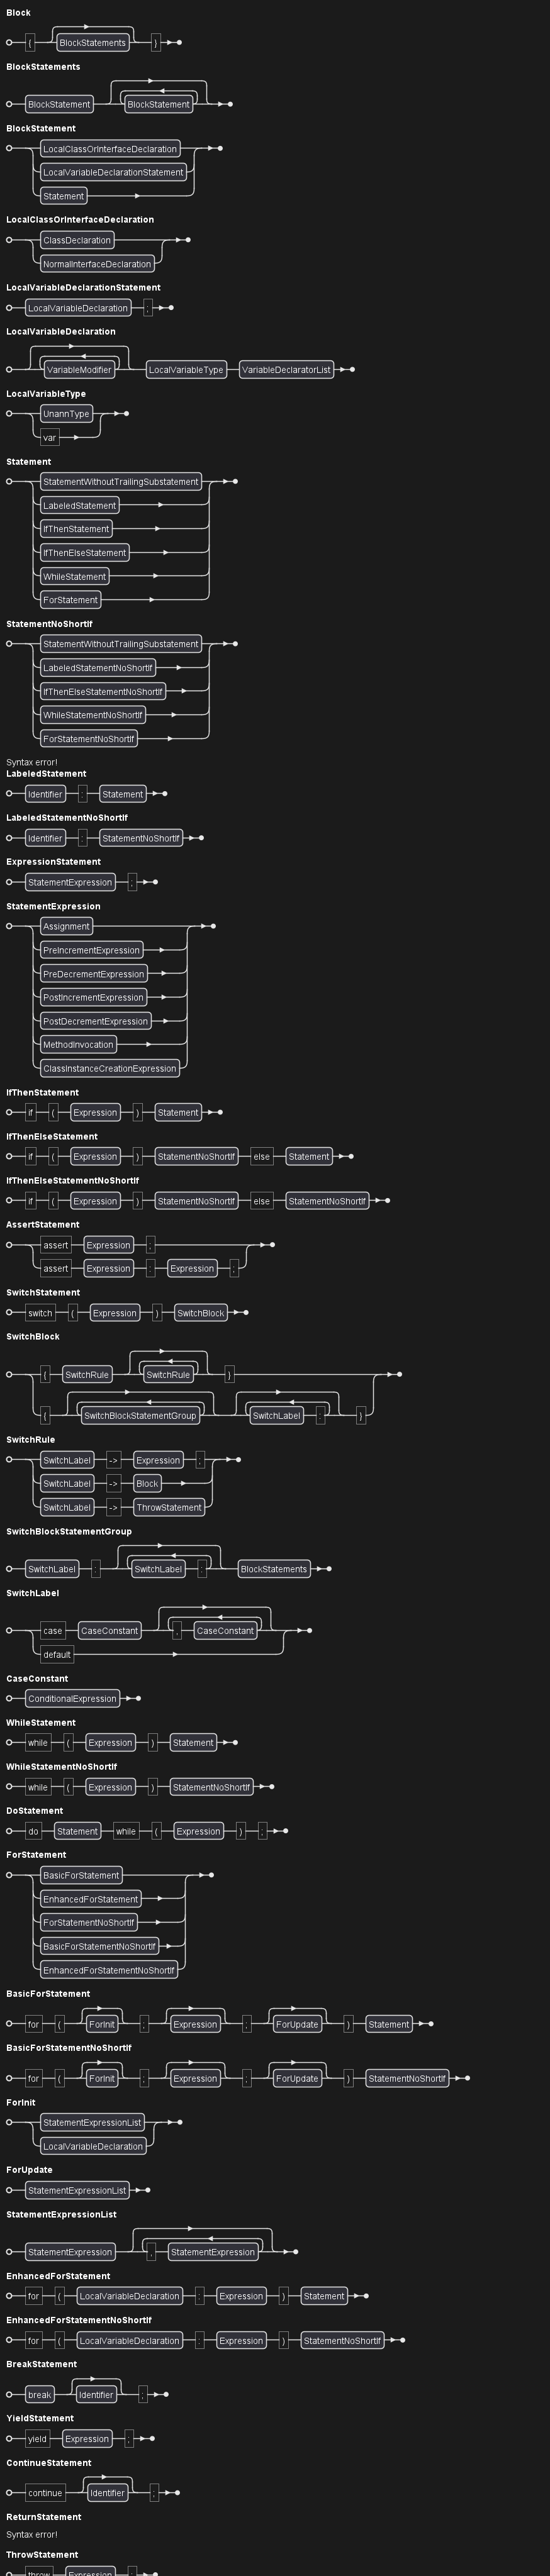 Block
{ BlockStatements }
BlockStatements
BlockStatement BlockStatement
BlockStatement
LocalClassOrInterfaceDeclaration
LocalVariableDeclarationStatement
Statement
LocalClassOrInterfaceDeclaration
ClassDeclaration
NormalInterfaceDeclaration
LocalVariableDeclarationStatement
LocalVariableDeclaration ;
LocalVariableDeclaration
VariableModifier LocalVariableType VariableDeclaratorList
LocalVariableType
UnannType
var
Statement
StatementWithoutTrailingSubstatement
LabeledStatement
IfThenStatement
IfThenElseStatement
WhileStatement
ForStatement
StatementNoShortIf
StatementWithoutTrailingSubstatement
LabeledStatementNoShortIf
IfThenElseStatementNoShortIf
WhileStatementNoShortIf
ForStatementNoShortIf
Syntax error!
LabeledStatement
Identifier : Statement
LabeledStatementNoShortIf
Identifier : StatementNoShortIf
ExpressionStatement
StatementExpression ;
StatementExpression
Assignment
PreIncrementExpression
PreDecrementExpression
PostIncrementExpression
PostDecrementExpression
MethodInvocation
ClassInstanceCreationExpression
IfThenStatement
if ( Expression ) Statement
IfThenElseStatement
if ( Expression ) StatementNoShortIf else Statement
IfThenElseStatementNoShortIf
if ( Expression ) StatementNoShortIf else StatementNoShortIf
AssertStatement
assert Expression ;
assert Expression : Expression ;
SwitchStatement
switch ( Expression ) SwitchBlock
SwitchBlock
{ SwitchRule SwitchRule }
{ SwitchBlockStatementGroup SwitchLabel : }
SwitchRule
SwitchLabel -> Expression ;
SwitchLabel -> Block
SwitchLabel -> ThrowStatement
SwitchBlockStatementGroup
SwitchLabel : SwitchLabel : BlockStatements
SwitchLabel
case CaseConstant , CaseConstant
default
CaseConstant
ConditionalExpression
WhileStatement
while ( Expression ) Statement
WhileStatementNoShortIf
while ( Expression ) StatementNoShortIf
DoStatement
do Statement while ( Expression ) ;
ForStatement
BasicForStatement
EnhancedForStatement
ForStatementNoShortIf
BasicForStatementNoShortIf
EnhancedForStatementNoShortIf
BasicForStatement
for ( ForInit ; Expression ; ForUpdate ) Statement
BasicForStatementNoShortIf
for ( ForInit ; Expression ; ForUpdate ) StatementNoShortIf
ForInit
StatementExpressionList
LocalVariableDeclaration
ForUpdate
StatementExpressionList
StatementExpressionList
StatementExpression , StatementExpression
EnhancedForStatement
for ( LocalVariableDeclaration : Expression ) Statement
EnhancedForStatementNoShortIf
for ( LocalVariableDeclaration : Expression ) StatementNoShortIf
BreakStatement
break Identifier ;
YieldStatement
yield Expression ;
ContinueStatement
continue Identifier ;
ReturnStatement
Syntax error!
ThrowStatement
throw Expression ;